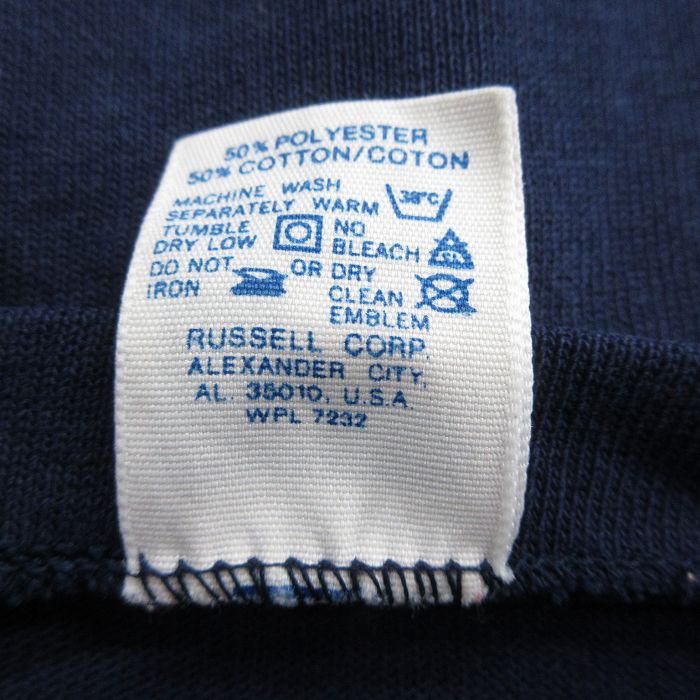 50% POLYESTER
50% COTTON/COTON
MACHINE WASH
SEPARATELY WARM 38°C
TUMBLE NO
DRY LOW BLEACH
DO NOT OR DRY
IRON CLEAN
EMBLEM
RUSSELL CORP.
ALEXANDER CITY,
AL. 35010, U.S.A.
WPL 7232